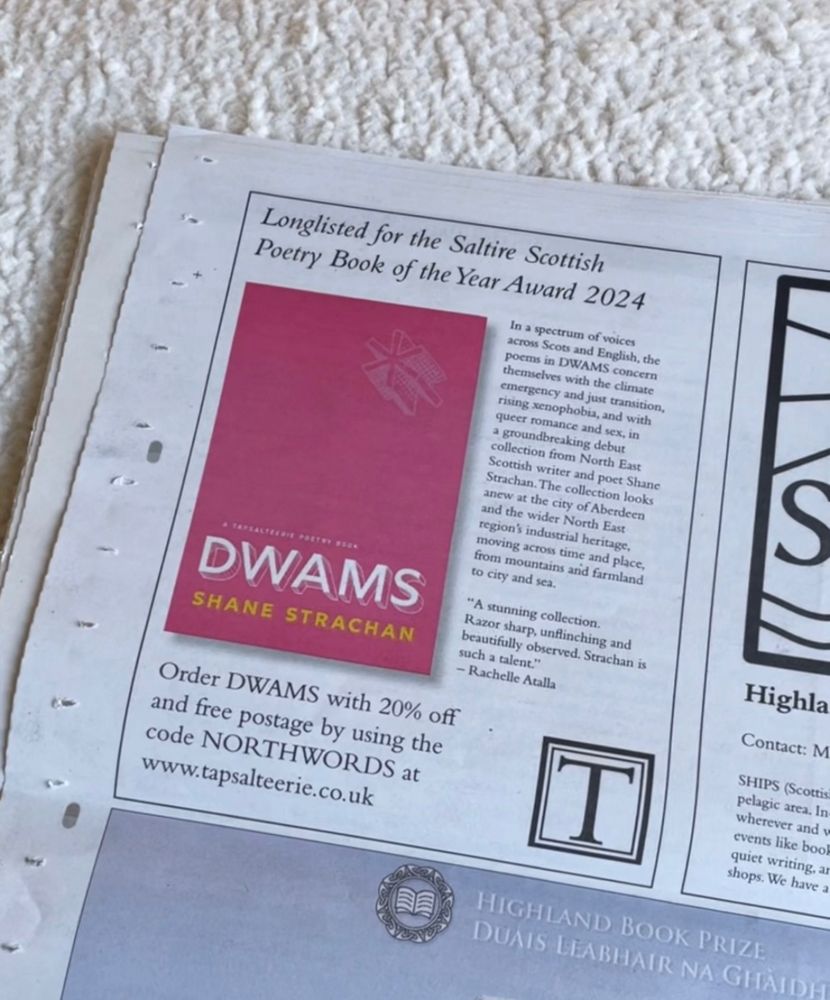 Longlisted for the Saltire Scottish
Poetry Book of the Year Award 2024
A TAPSALTEERIE POETRY BOOK
DWAMS
SHANE STRACHAN
In a spectrum of voices
across Scots and English, the
poems in DWAMS concern
themselves with the climate
emergency and just transition,
rising xenophobia, and with
queer romance and sex, in
a groundbreaking debut
collection from North East
Scottish writer and poet Shane
Strachan. The collection looks
anew at the city of Aberdeen
and the wider North East
region's industrial heritage,
moving across time and place,
from mountains and farmland
to city and sea.
"A stunning collection.
Razor sharp, unflinching and
beautifully observed. Strachan is
such a talent."
– Rachelle Atalla
Order DWAMS with 20% off
and free postage by using the
code NORTHWORDS at
www.tapsalteerie.co.uk
T
S
Highla
Contact: M
SHIPS (Scottis
pelagic area. In
wherever and w
events like book
quiet writing, a
shops. We have a
HIGHLAND BOOK PRIZE
DUAIS LEABHAIR NA GHÀIDH